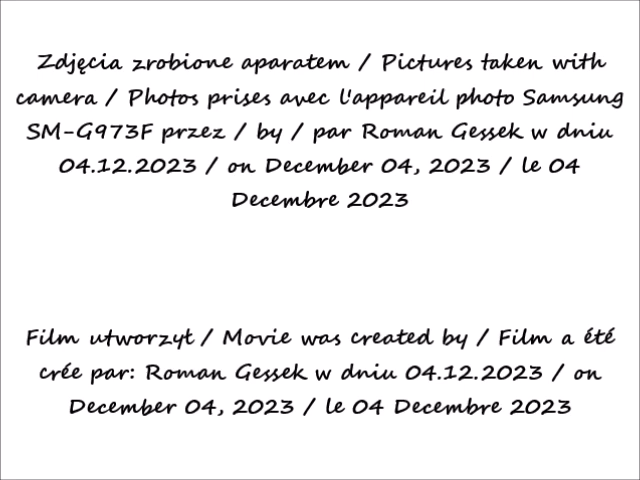 Zdjęcia zrobione aparatem / Pictures taken with
camera / Photos prises avec l'appareil photo Samsung
SM-G973F przez / by / par Roman Gessek w dniu
04.12.2023 / on December 04, 2023 / le 04
Decembre 2023
Film utworzył / Movie was created by / Film a été
crée par: Roman Gessek w dniu 04.12.2023 / on
December 04, 2023 / le 04 Decembre 2023